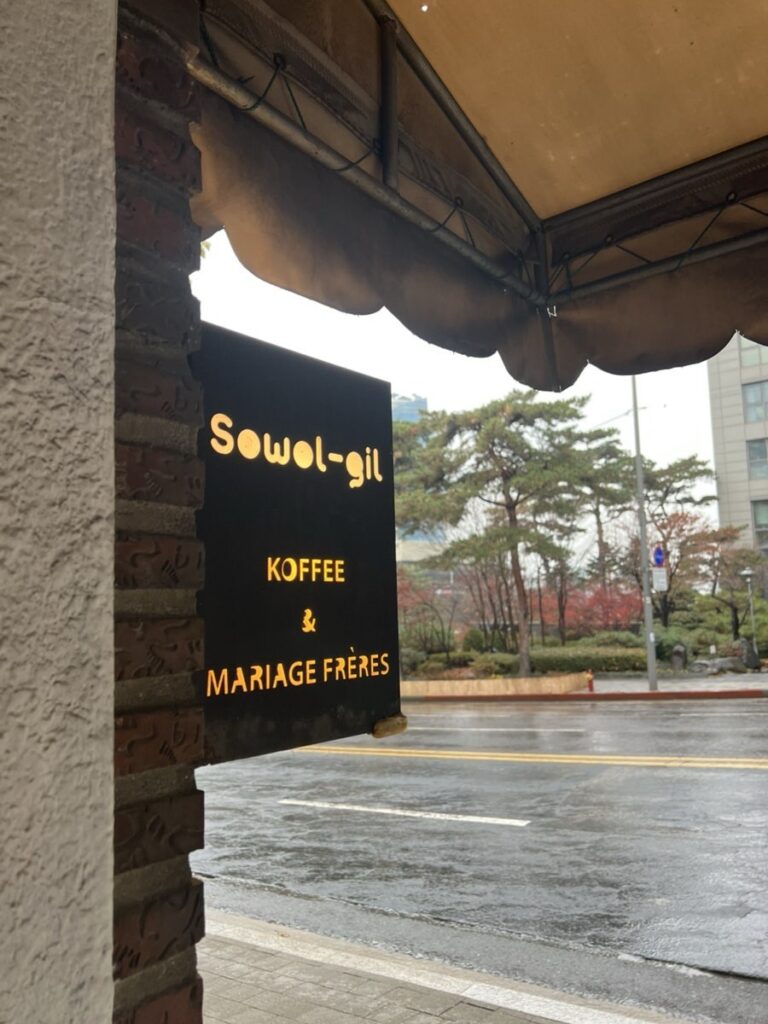 Sowol-gil
KOFFEE
&
MARIAGE FRÈRES